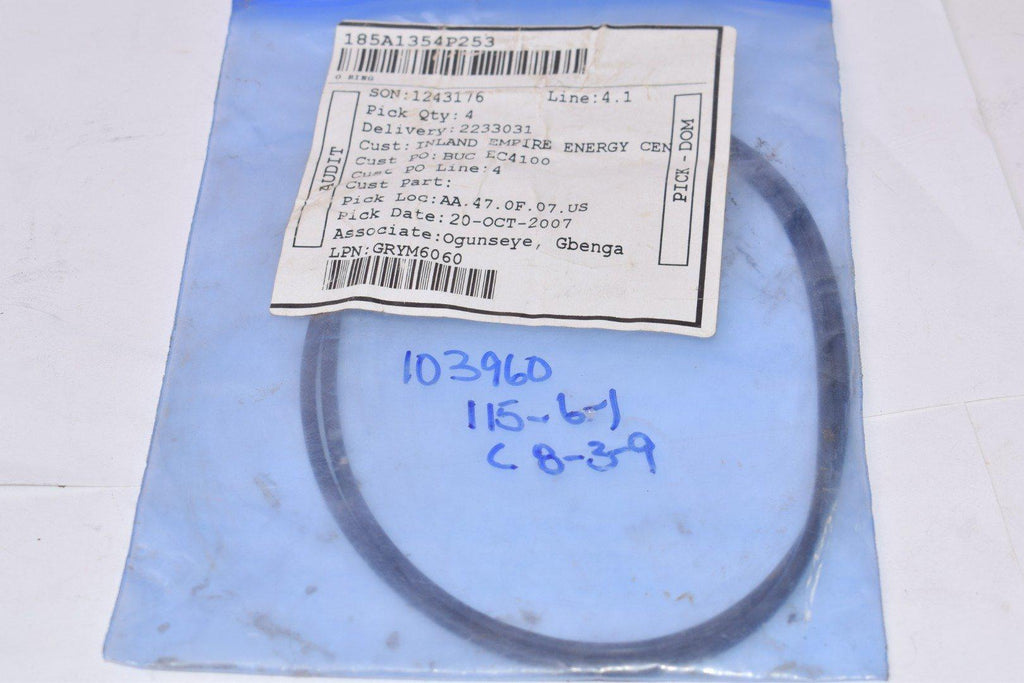 185A1354P253
O RING
SON:1243176 Line:4.1
Pick Qty:4
Delivery:2233031
Cust:INLAND EMPIRE ENERGY CEN
Cust PO:BUC EC4100
Cust PO Line:4
Cust Part:
Pick Loc:AA.47.0F.07.US
Pick Date:20-OCT-2007
Associate:Ogunseye, Gbenga
LPN:GRYM6060
AUDIT
PICK-DOM
103960
115-6-1
C 8-3-9